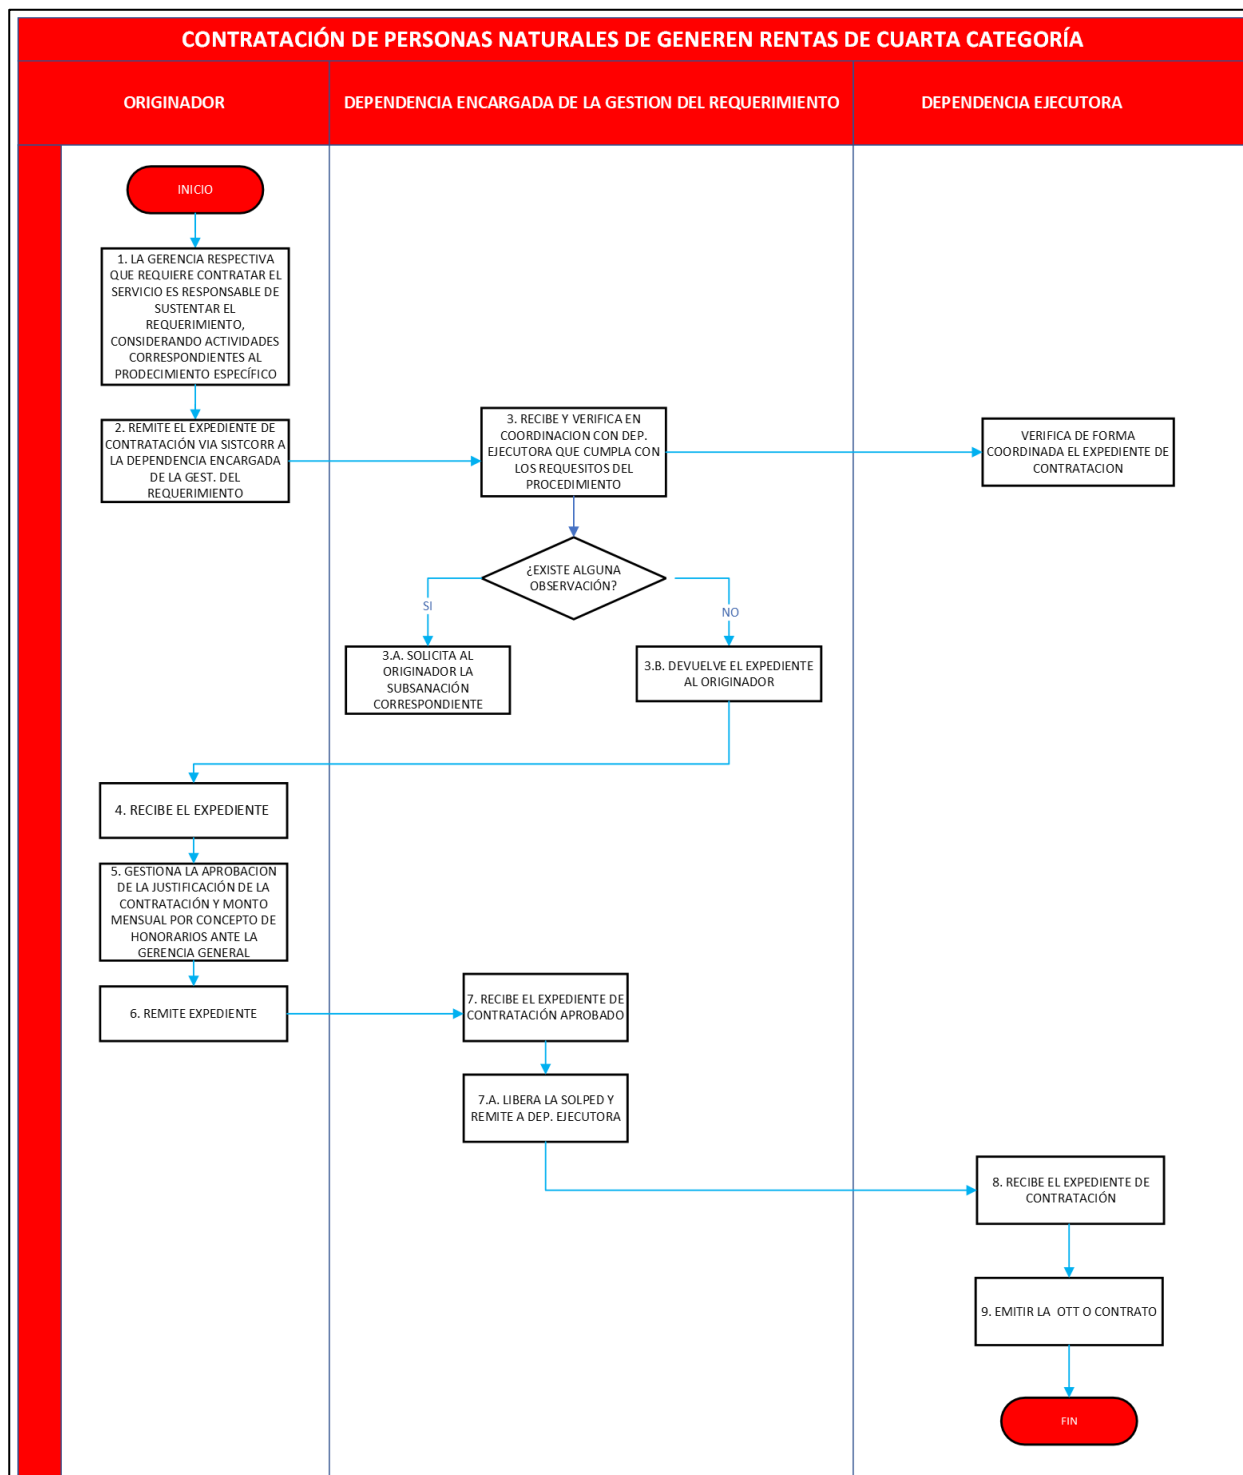 CONTRATACIÓN DE PERSONAS NATURALES DE GENEREN RENTAS DE CUARTA CATEGORÍA
ORIGINADOR
DEPENDENCIA ENCARGADA DE LA GESTION DEL REQUERIMIENTO
DEPENDENCIA EJECUTORA
INICIO
1. LA GERENCIA RESPECTIVA
QUE REQUIERE CONTRATAR EL
SERVICIO ES RESPONSABLE DE
SUSTENTAR EL
REQUERIMIENTO,
CONSIDERANDO ACTIVIDADES
CORRESPONDIENTES AL
PRODECIMIENTO ESPECÍFICO
2. REMITE EL EXPEDIENTE DE
CONTRATACIÓN VIA SISTCORR A
LA DEPENDENCIA ENCARGADA
DE LA GEST. DEL
REQUERIMIENTO
3. RECIBE Y VERIFICA EN
COORDINACION CON DEP.
EJECUTORA QUE CUMPLA CON
LOS REQUESITOS DEL
PROCEDIMIENTO
VERIFICA DE FORMA
COORDINADA EL EXPEDIENTE DE
CONTRATACION
¿EXISTE ALGUNA
OBSERVACIÓN?
SI
NO
3.A. SOLICITA AL
ORIGINADOR LA
SUBSANACIÓN
CORRESPONDIENTE
3.B. DEVUELVE EL EXPEDIENTE
AL ORIGINADOR
4. RECIBE EL EXPEDIENTE
5. GESTIONA LA APROBACION
DE LA JUSTIFICACIÓN DE LA
CONTRATACIÓN Y MONTO
MENSUAL POR CONCEPTO DE
HONORARIOS ANTE LA
GERENCIA GENERAL
6. REMITE EXPEDIENTE
7. RECIBE EL EXPEDIENTE DE
CONTRATACIÓN APROBADO
7.A. LIBERA LA SOLPED Y
REMITE A DEP. EJECUTORA
8. RECIBE EL EXPEDIENTE DE
CONTRATACIÓN
9. EMITIR LA OTT O CONTRATO
FIN